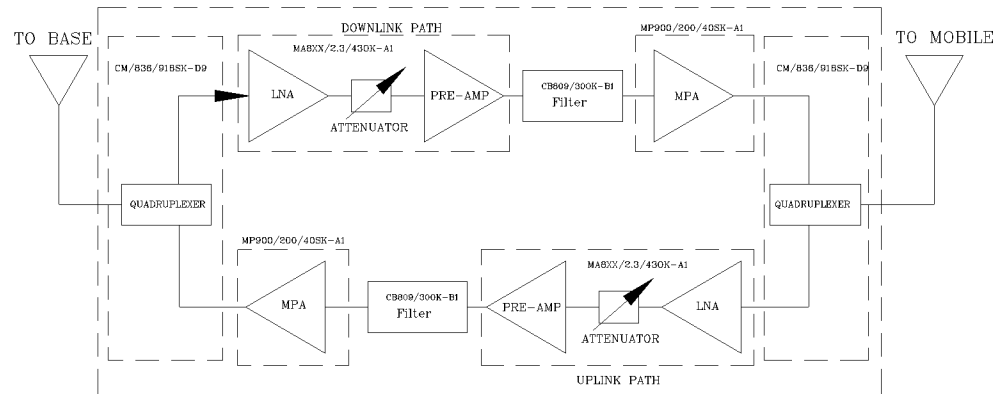 DOWNLINK PATH
TO BASE
MA8XX/2.3/430K-A1
MP900/200/40SK-A1
TO MOBILE
CM/836/916SK-D9
CM/836/916SK-D9
LNA
ATTENUATOR
PRE-AMP
CB809/300K-B1
Filter
MPA
QUADRUPLEXER
QUADRUPLEXER
MP900/200/40SK-A1
MPA
CB809/300K-B1
Filter
MA8XX/2.3/430K-A1
PRE-AMP
ATTENUATOR
LNA
UPLINK PATH